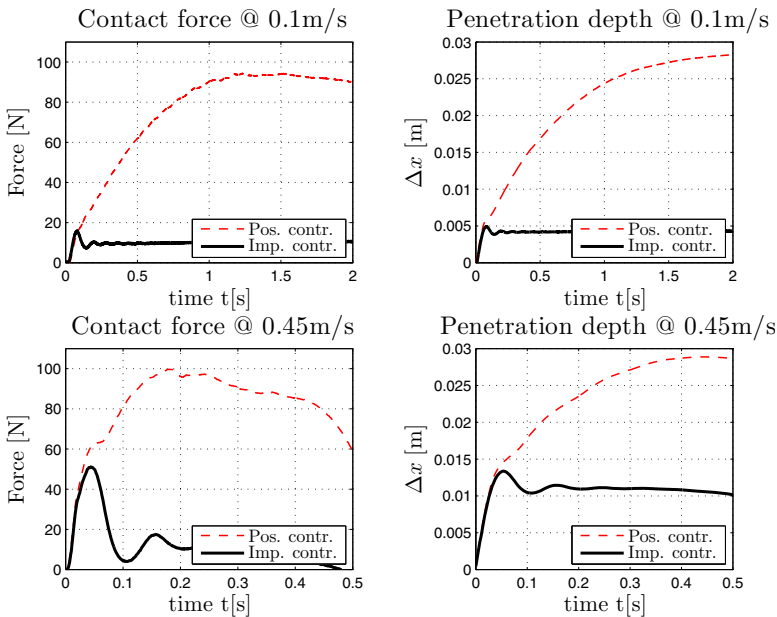 Contact force @ 0.1m/s
Force [N]
100
80
60
40
20
0
0
0.5
1
1.5
2
time t[s]
Pos. contr.
Imp. contr.
Penetration depth @ 0.1m/s
Δx [m]
0.03
0.025
0.02
0.015
0.01
0.005
0
0
0.5
1
1.5
2
time t[s]
Pos. contr.
Imp. contr.
Contact force @ 0.45m/s
Force [N]
100
80
60
40
20
0
0
0.1
0.2
0.3
0.4
0.5
time t[s]
Pos. contr.
Imp. contr.
Penetration depth @ 0.45m/s
Δx [m]
0.03
0.025
0.02
0.015
0.01
0.005
0
0
0.1
0.2
0.3
0.4
0.5
time t[s]
Pos. contr.
Imp. contr.